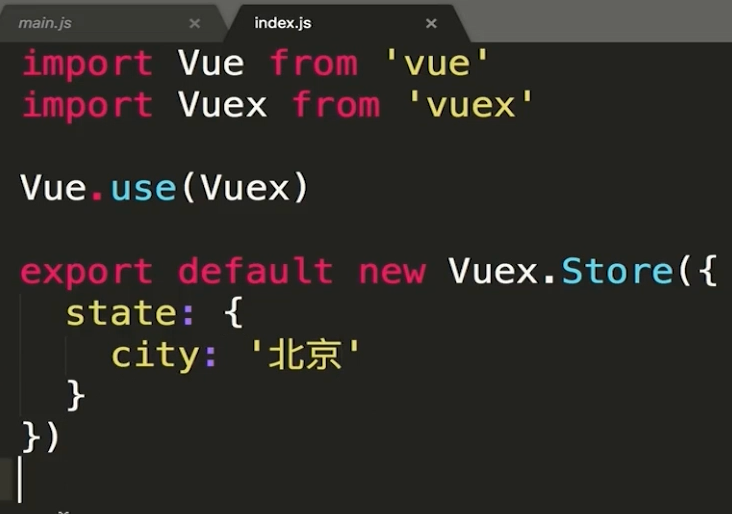 main.js × index.js ×
import Vue from 'vue'
import Vuex from 'vuex'
Vue.use(Vuex)
export default new Vuex.Store({
  state: {
    city: '北京'
  }
})